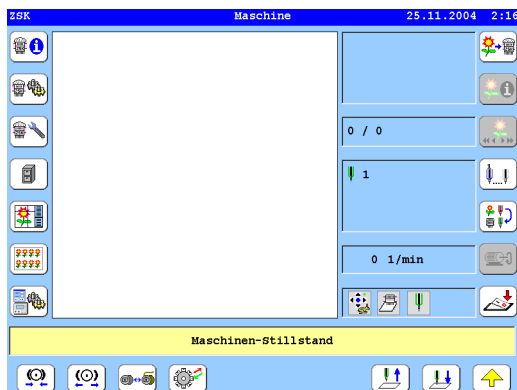 ZSK Maschine 25.11.2004 2:16
0 / 0
1
0 1/min
Maschinen-Stillstand